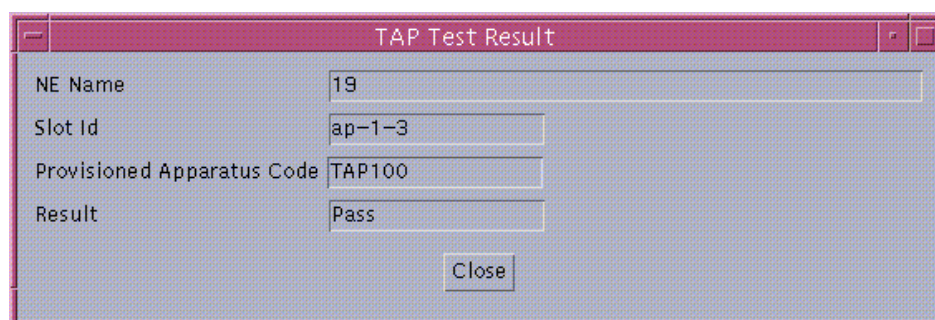 TAP Test Result
NE Name 19
Slot Id ap-1-3
Provisioned Apparatus Code TAP100
Result Pass
Close